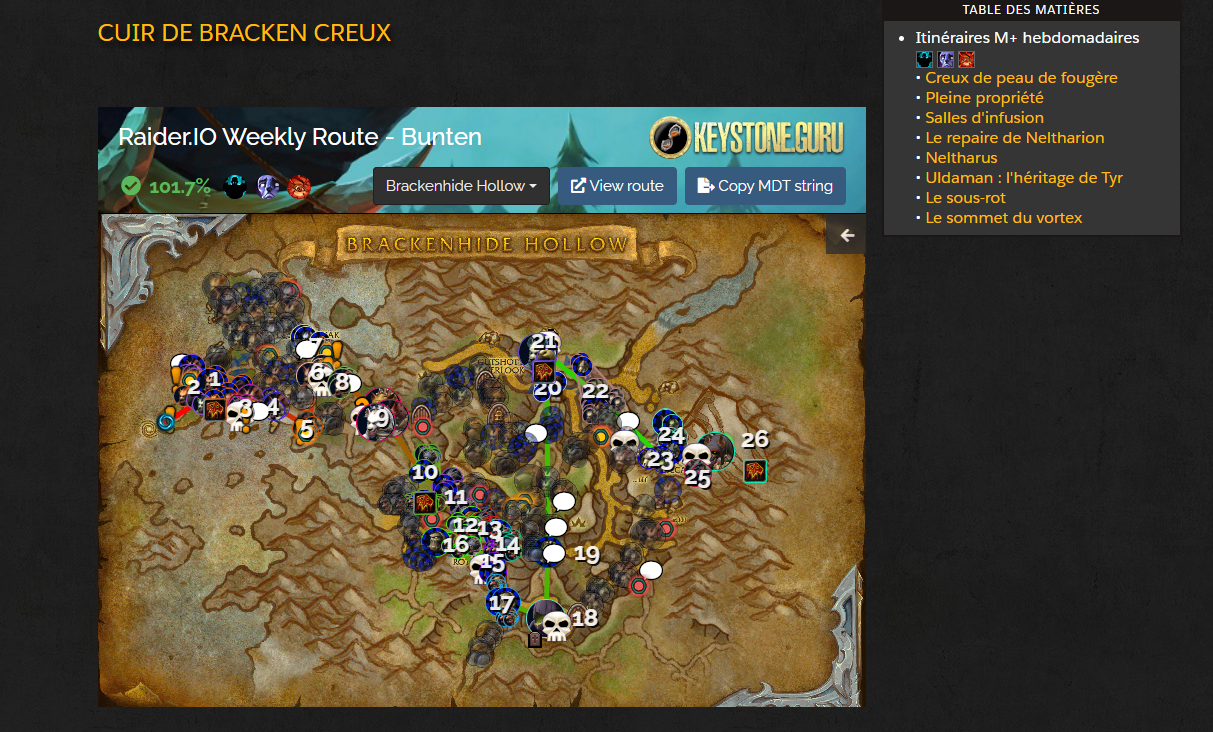 CUIR DE BRACKEN CREUX
Raider.IO Weekly Route - Bunten
KEYSTONE.GURU
101.7%
Brackenhide Hollow
View route
Copy MDT string
BRACKENHIDE HOLLOW
7
21
2
1
6
8
20
22
3
4
9
5
24
26
23
25
10
11
12
13
16
14
15
19
17
18
TABLE DES MATIÈRES
• Itinéraires M+ hebdomadaires
▪ Creux de peau de fougère
▪ Pleine propriété
▪ Salles d'infusion
▪ Le repaire de Neltharion
▪ Neltharus
▪ Uldaman : l'héritage de Tyr
▪ Le sous-rot
▪ Le sommet du vortex